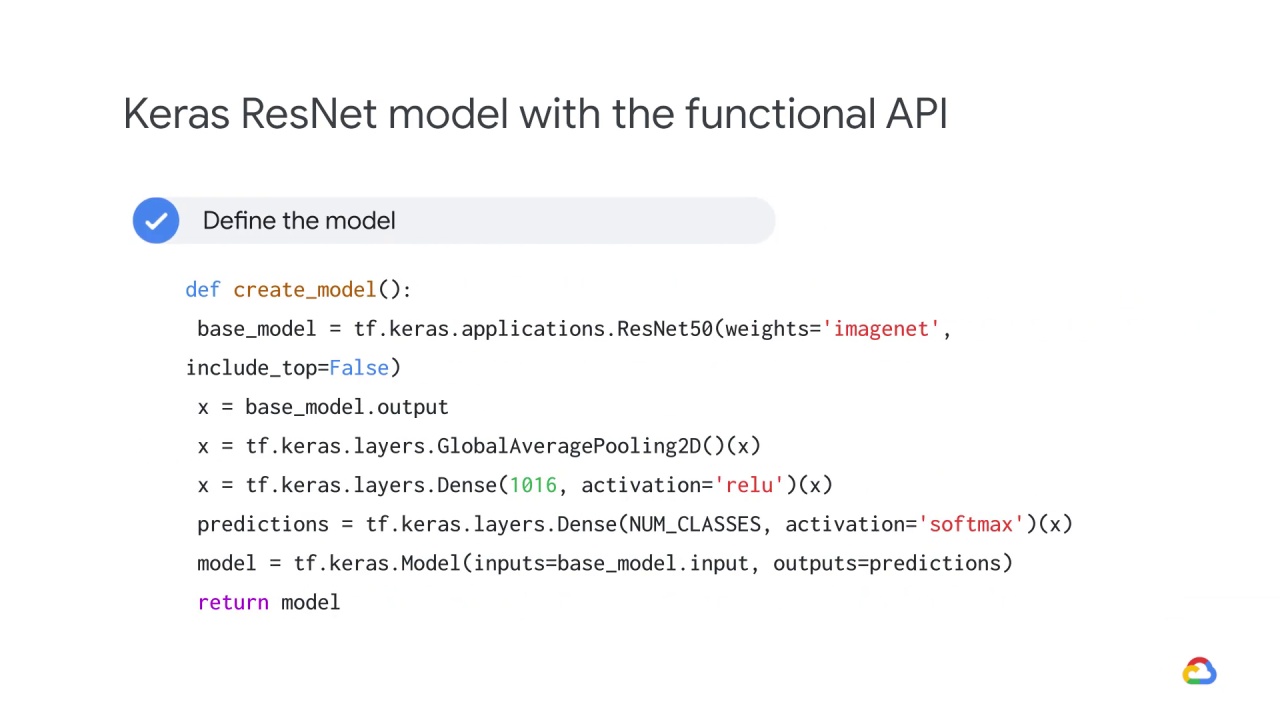 Keras ResNet model with the functional API
Define the model
def create_model():
base_model = tf.keras.applications.ResNet50(weights='imagenet',
include_top=False)
x = base_model.output
x = tf.keras.layers.GlobalAveragePooling2D()(x)
x = tf.keras.layers.Dense(1016, activation='relu')(x)
predictions = tf.keras.layers.Dense(NUM_CLASSES, activation='softmax')(x)
model = tf.keras.Model(inputs=base_model.input, outputs=predictions)
return model